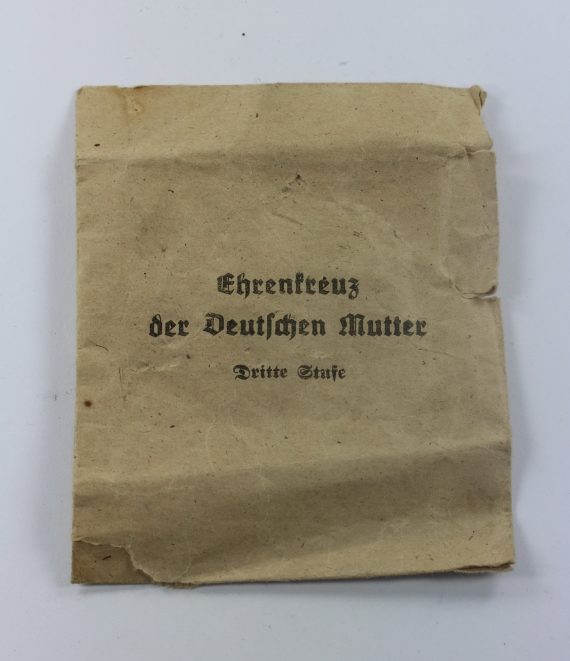 Ehrenkreuz
der Deutschen Mutter
Dritte Stufe